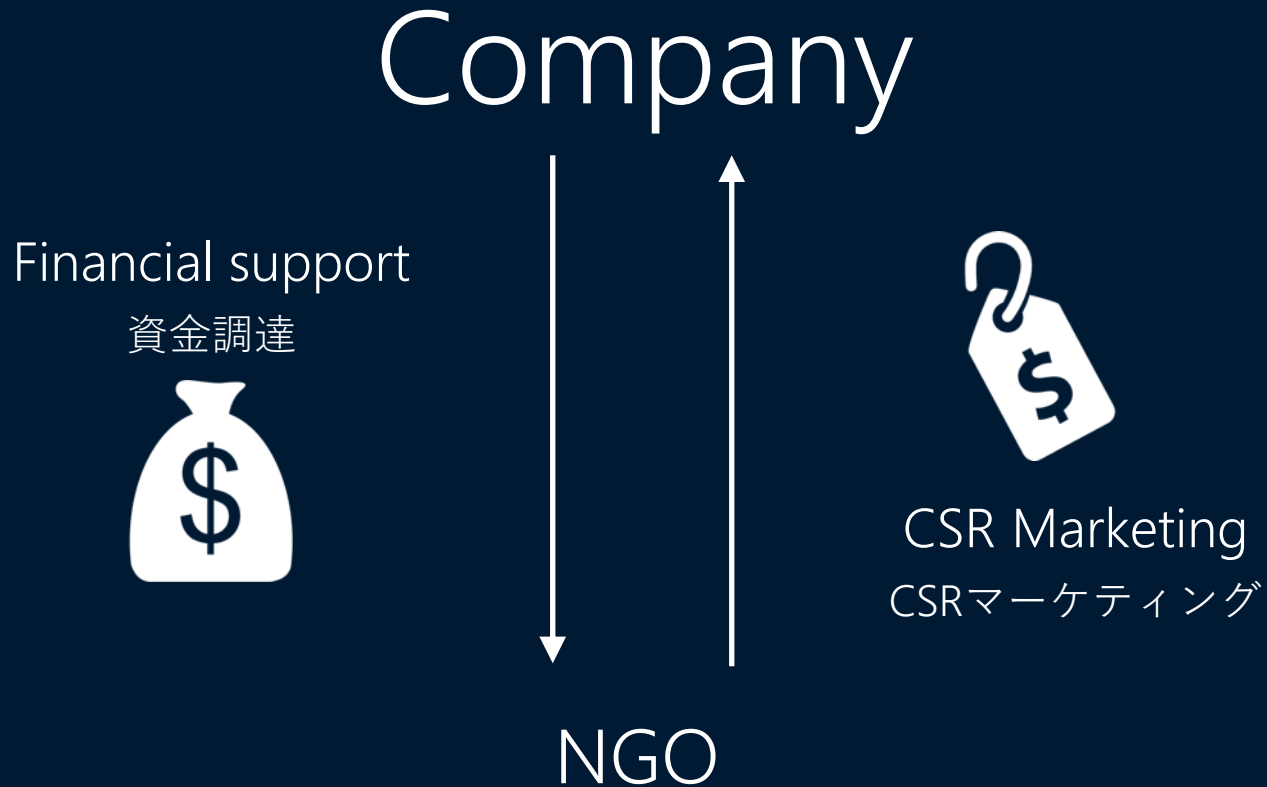 Company
Financial support
資金調達
$
$
CSR Marketing
CSRマーケティング
NGO